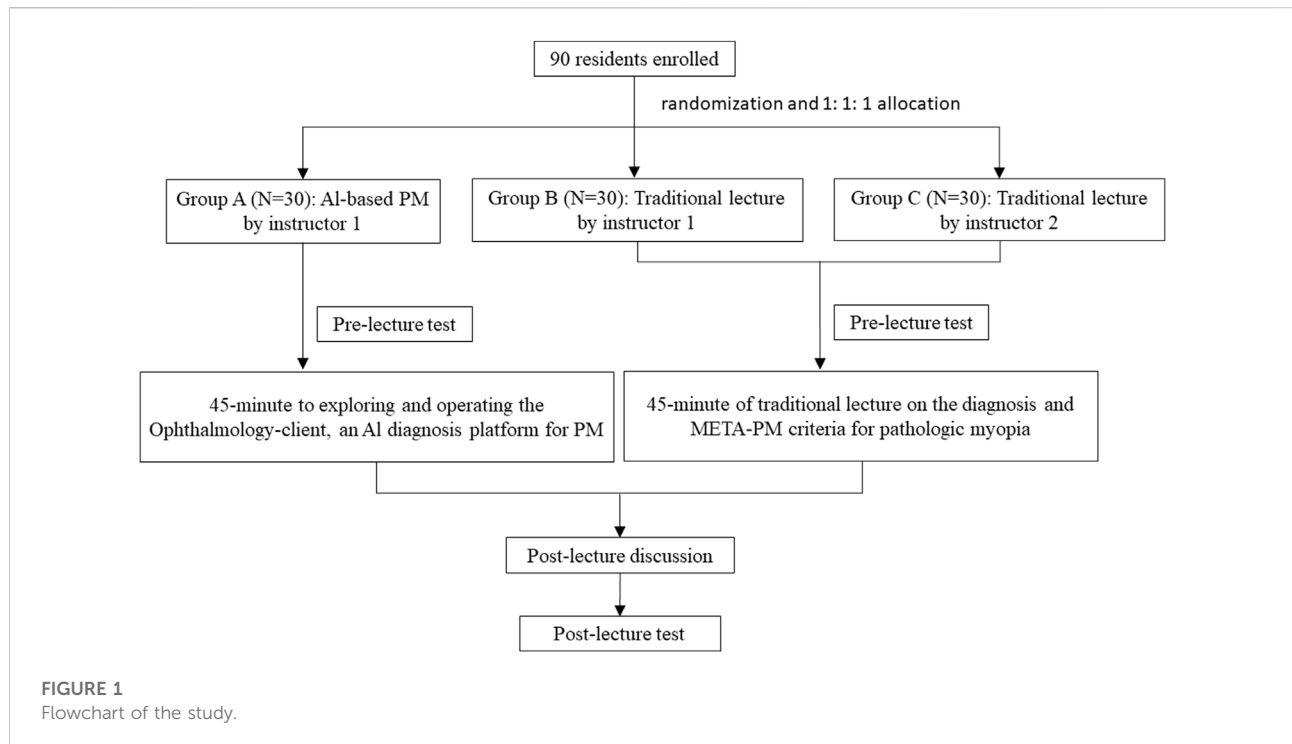 90 residents enrolled
randomization and 1: 1: 1 allocation
Group A (N=30): Al-based PM
by instructor 1
Group B (N=30): Traditional lecture
by instructor 1
Group C (N=30): Traditional lecture
by instructor 2
Pre-lecture test
Pre-lecture test
45-minute to exploring and operating the
Ophthalmology-client, an Al diagnosis platform for PM
45-minute of traditional lecture on the diagnosis and
META-PM criteria for pathologic myopia
Post-lecture discussion
Post-lecture test
FIGURE 1
Flowchart of the study.